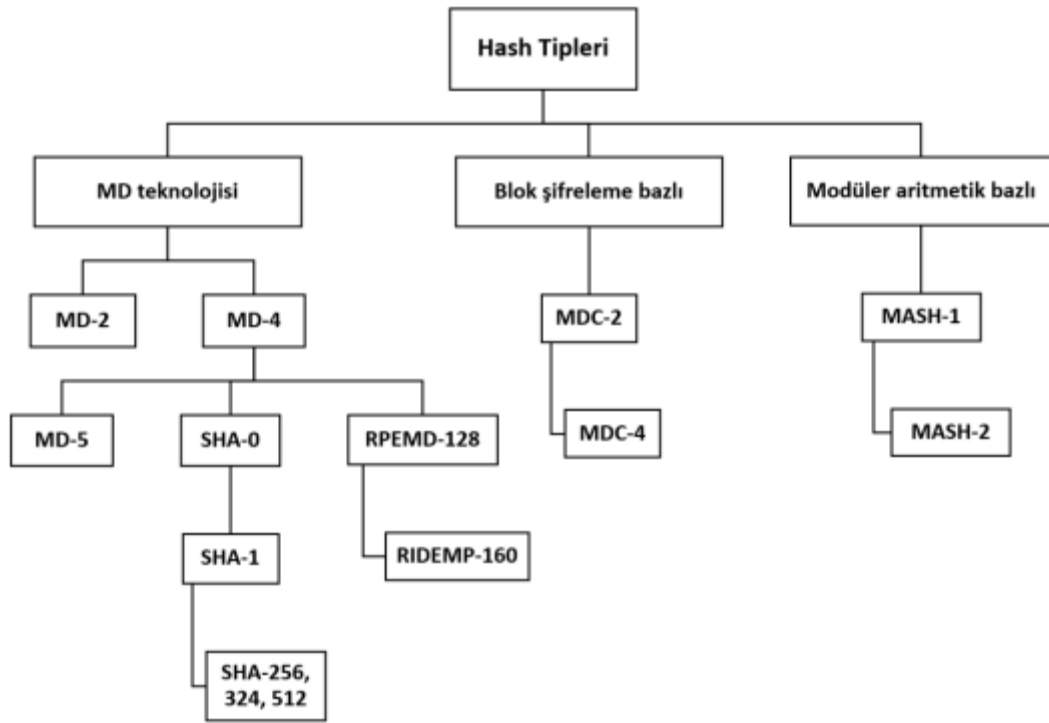 Hash Tipleri
MD teknolojisi
Blok şifreleme bazlı
Modüler aritmetik bazlı
MD-2
MD-4
MDC-2
MASH-1
MD-5
SHA-0
RPEMD-128
MDC-4
MASH-2
SHA-1
RIDEMP-160
SHA-256,
324, 512